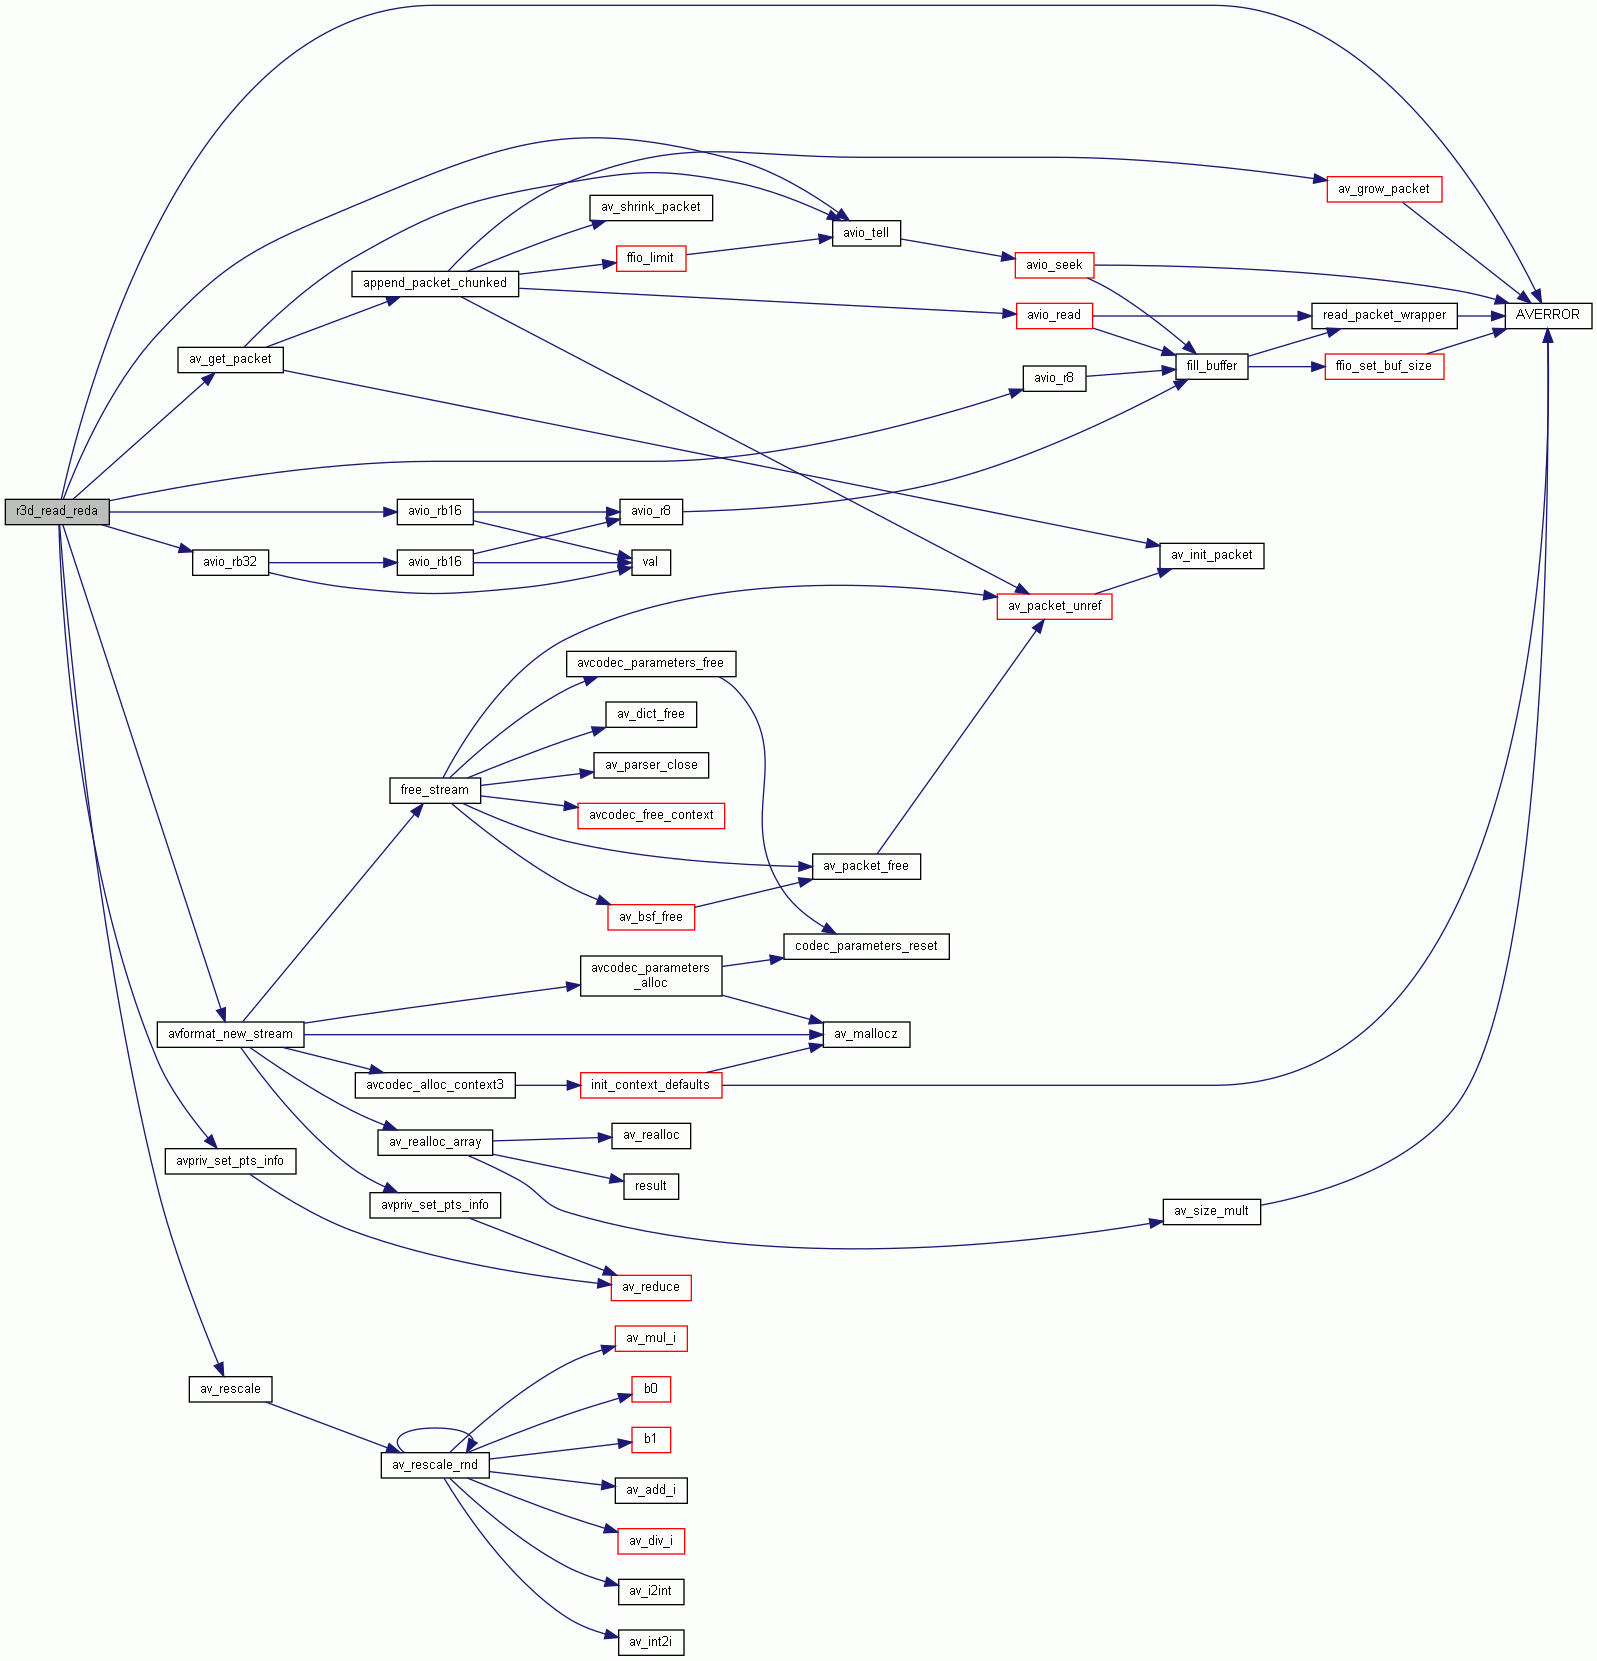 av_grow_packet
av_shrink_packet
avio_tell
ffio_limit
avio_seek
append_packet_chunked
avio_read
read_packet_wrapper
AVERROR
av_get_packet
fill_buffer
ffio_set_buf_size
avio_r8
r3d_read_reda
avio_rb16
avio_r8
avio_rb32
avio_rb16
val
av_init_packet
av_packet_unref
avcodec_parameters_free
av_dict_free
av_parser_close
free_stream
avcodec_free_context
av_packet_free
av_bsf_free
codec_parameters_reset
avcodec_parameters
_alloc
avformat_new_stream
av_mallocz
avcodec_alloc_context3
init_context_defaults
av_realloc_array
av_realloc
avpriv_set_pts_info
result
avpriv_set_pts_info
av_size_mult
av_reduce
av_mul_i
av_rescale
b0
b1
av_rescale_rnd
av_add_i
av_div_i
av_i2int
av_int2i